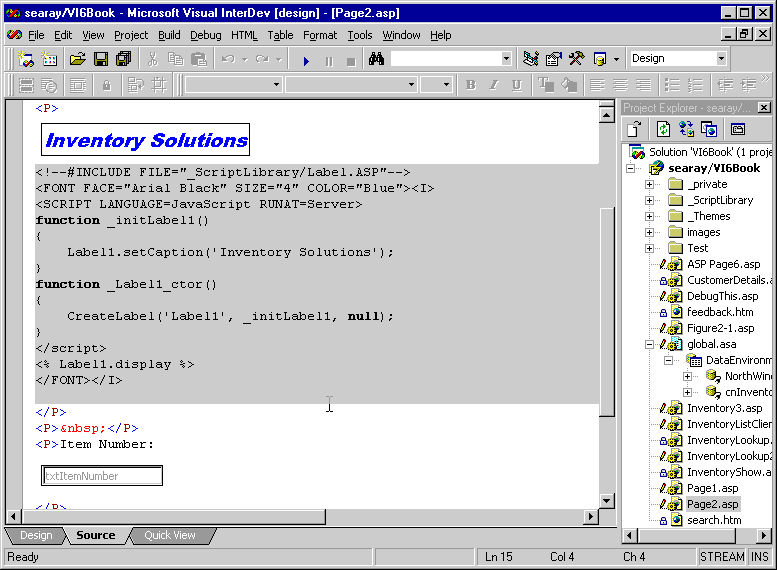 searay/VI6Book - Microsoft Visual InterDev [design] - [Page2.asp]
File Edit View Project Build Debug HTML Table Format Tools Window Help
Design
B I U
<P>
Inventory Solutions
<!--#INCLUDE FILE="_ScriptLibrary/Label.ASP"-->
<FONT FACE="Arial Black" SIZE="4" COLOR="Blue"><I>
<SCRIPT LANGUAGE=JavaScript RUNAT=Server>
function _initLabel1()
{
Label1.setCaption('Inventory Solutions');
}
function _Label1_ctor()
{
CreateLabel('Label1', _initLabel1, null);
}
</script>
<% Label1.display %>
</FONT></I>
</P>
<P>&nbsp;</P>
<P>Item Number:
txtItemNumber
</P>
Design Source Quick View
Project Explorer - searay/...
Solution 'VI6Book' (1 proje
searay/VI6Book
_private
_ScriptLibrary
_Themes
images
Test
ASP Page6.asp
CustomerDetails.a
DebugThis.asp
feedback.htm
Figure2-1.asp
global.asa
DataEnvironm
NorthWin
cnInvento
Inventory3.asp
InventoryListClien
InventoryLookup.
InventoryLookup2
InventoryShow.a
Page1.asp
Page2.asp
search.htm
Ready Ln 15 Col 4 Ch 4 STREAM INS